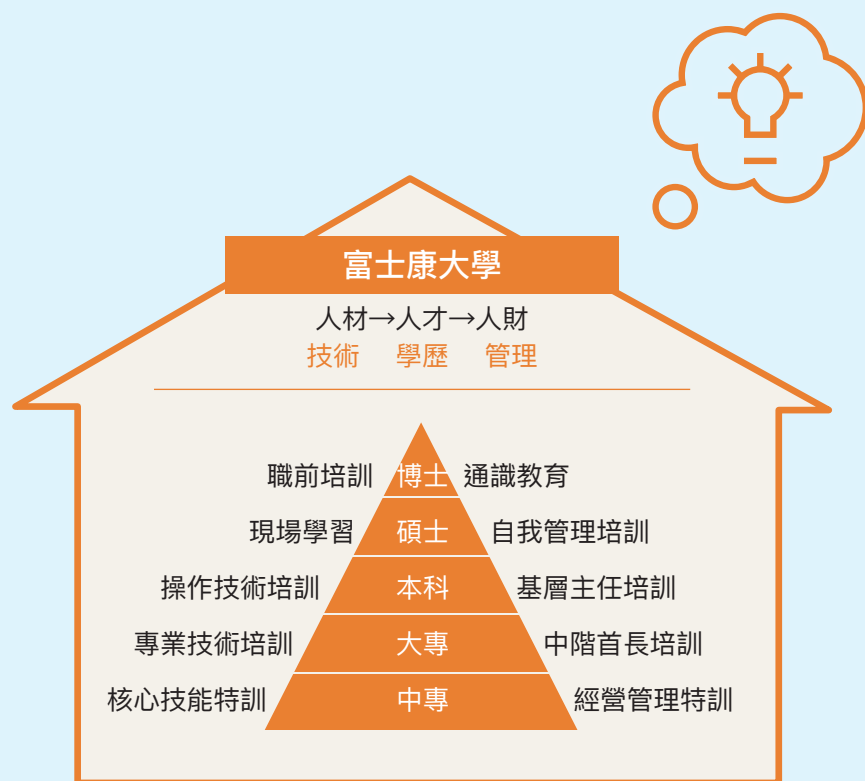 富士康大學
人材→人才→人財
技術 學歷 管理
職前培訓 博士 通識教育
現場學習 碩士 自我管理培訓
操作技術培訓 本科 基層主任培訓
專業技術培訓 大專 中階首長培訓
核心技能特訓 中專 經營管理特訓